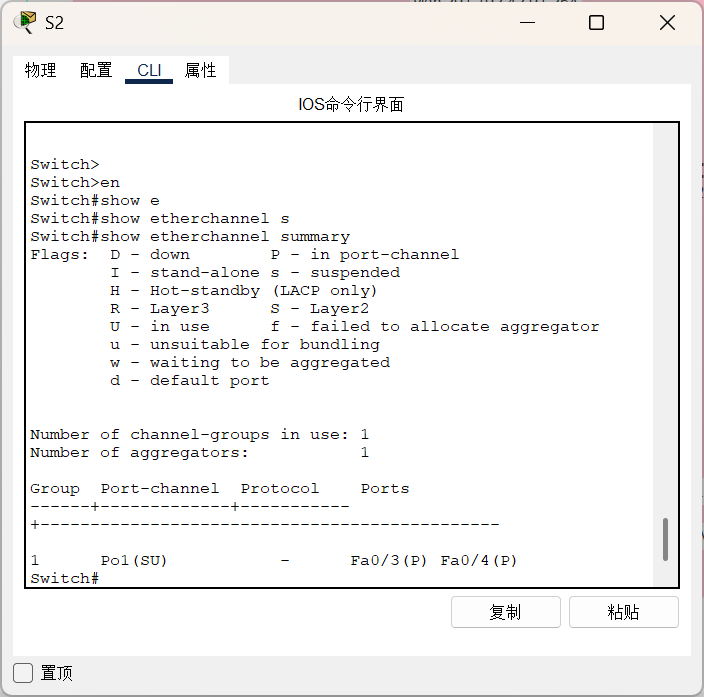 S2
物理 配置 CLI 属性
IOS命令行界面
Switch>
Switch>en
Switch#show e
Switch#show etherchannel s
Switch#show etherchannel summary
Flags:  D - down        P - in port-channel
        I - stand-alone s - suspended
        H - Hot-standby (LACP only)
        R - Layer3      S - Layer2
        U - in use      f - failed to allocate aggregator
        u - unsuitable for bundling
        w - waiting to be aggregated
        d - default port
Number of channel-groups in use: 1
Number of aggregators:           1
Group  Port-channel  Protocol    Ports
------+-------------+-----------
+----------------------------------------------
1      Po1(SU)           -      Fa0/3(P) Fa0/4(P)
Switch#
复制 粘贴
置顶